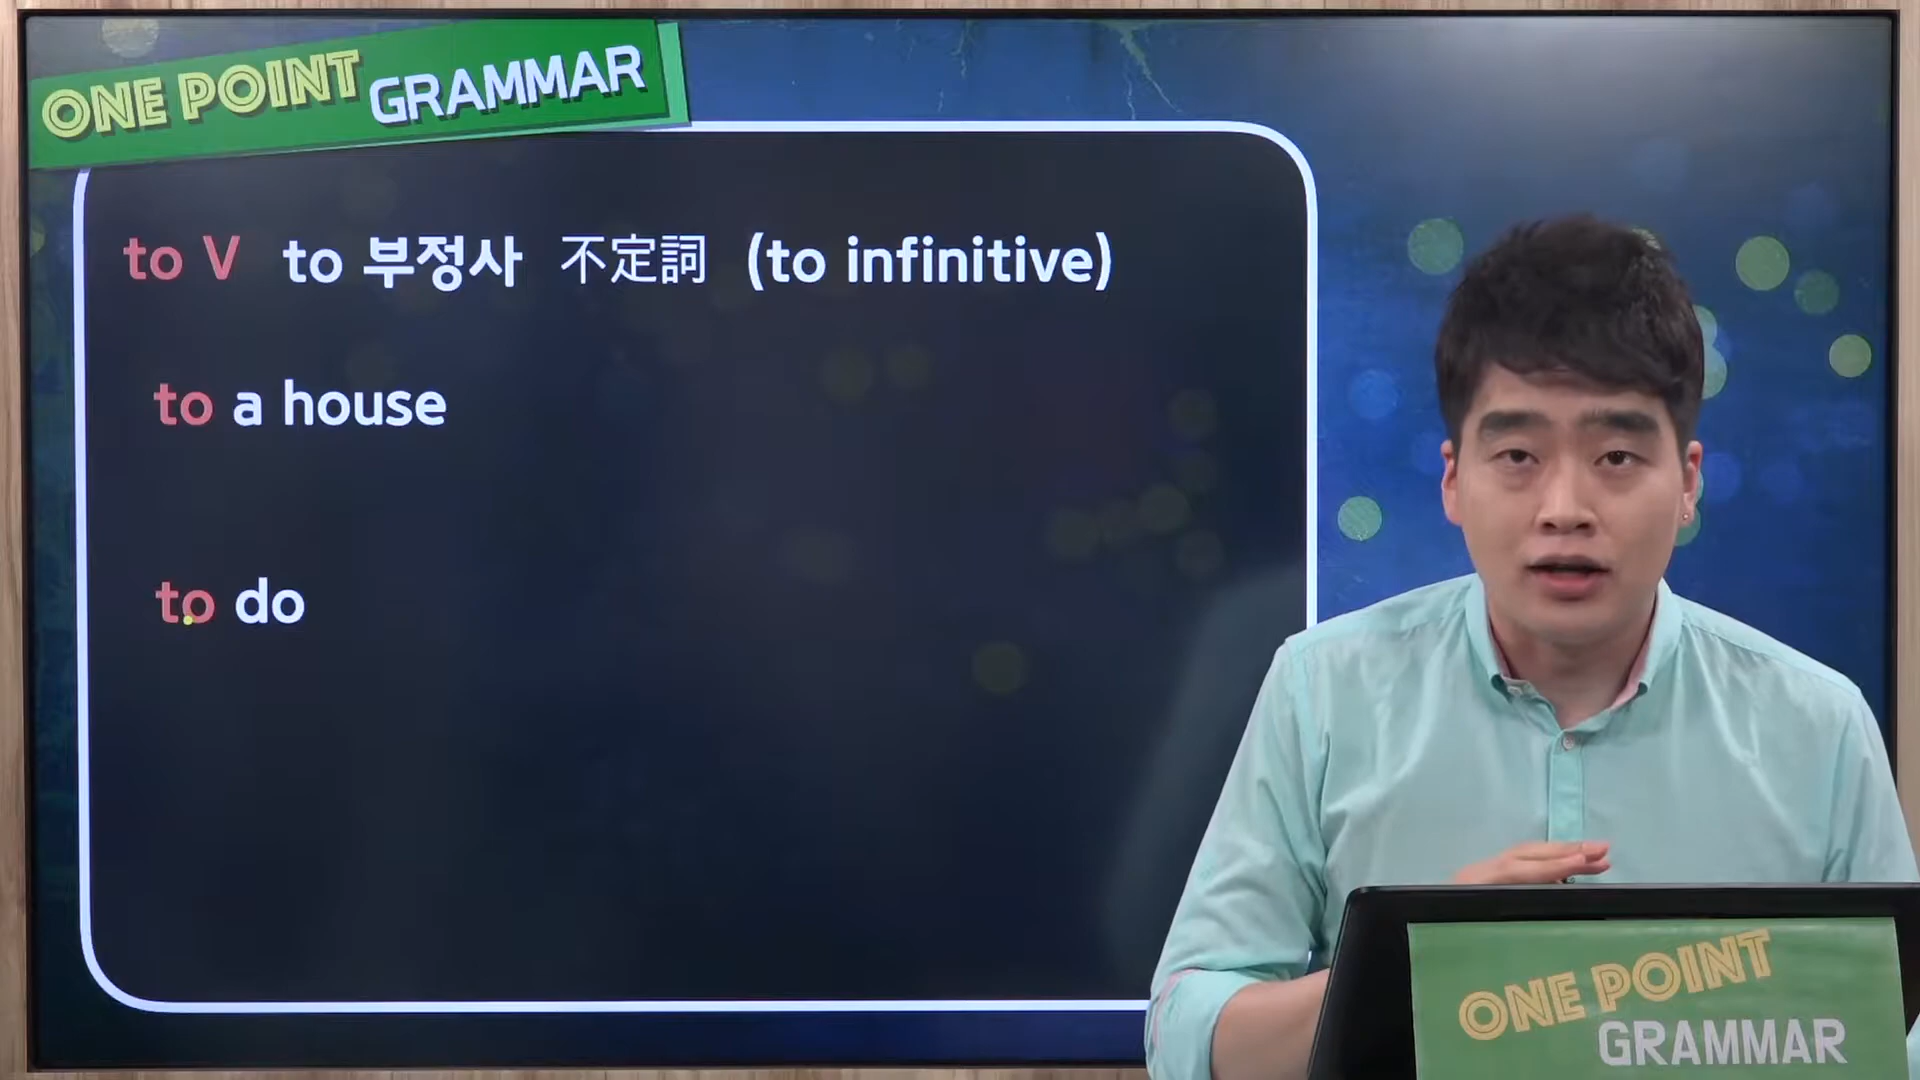 ONE POINT GRAMMAR
to V to 부정사 不定詞 (to infinitive)
to a house
to do
ONE POINT
GRAMMAR